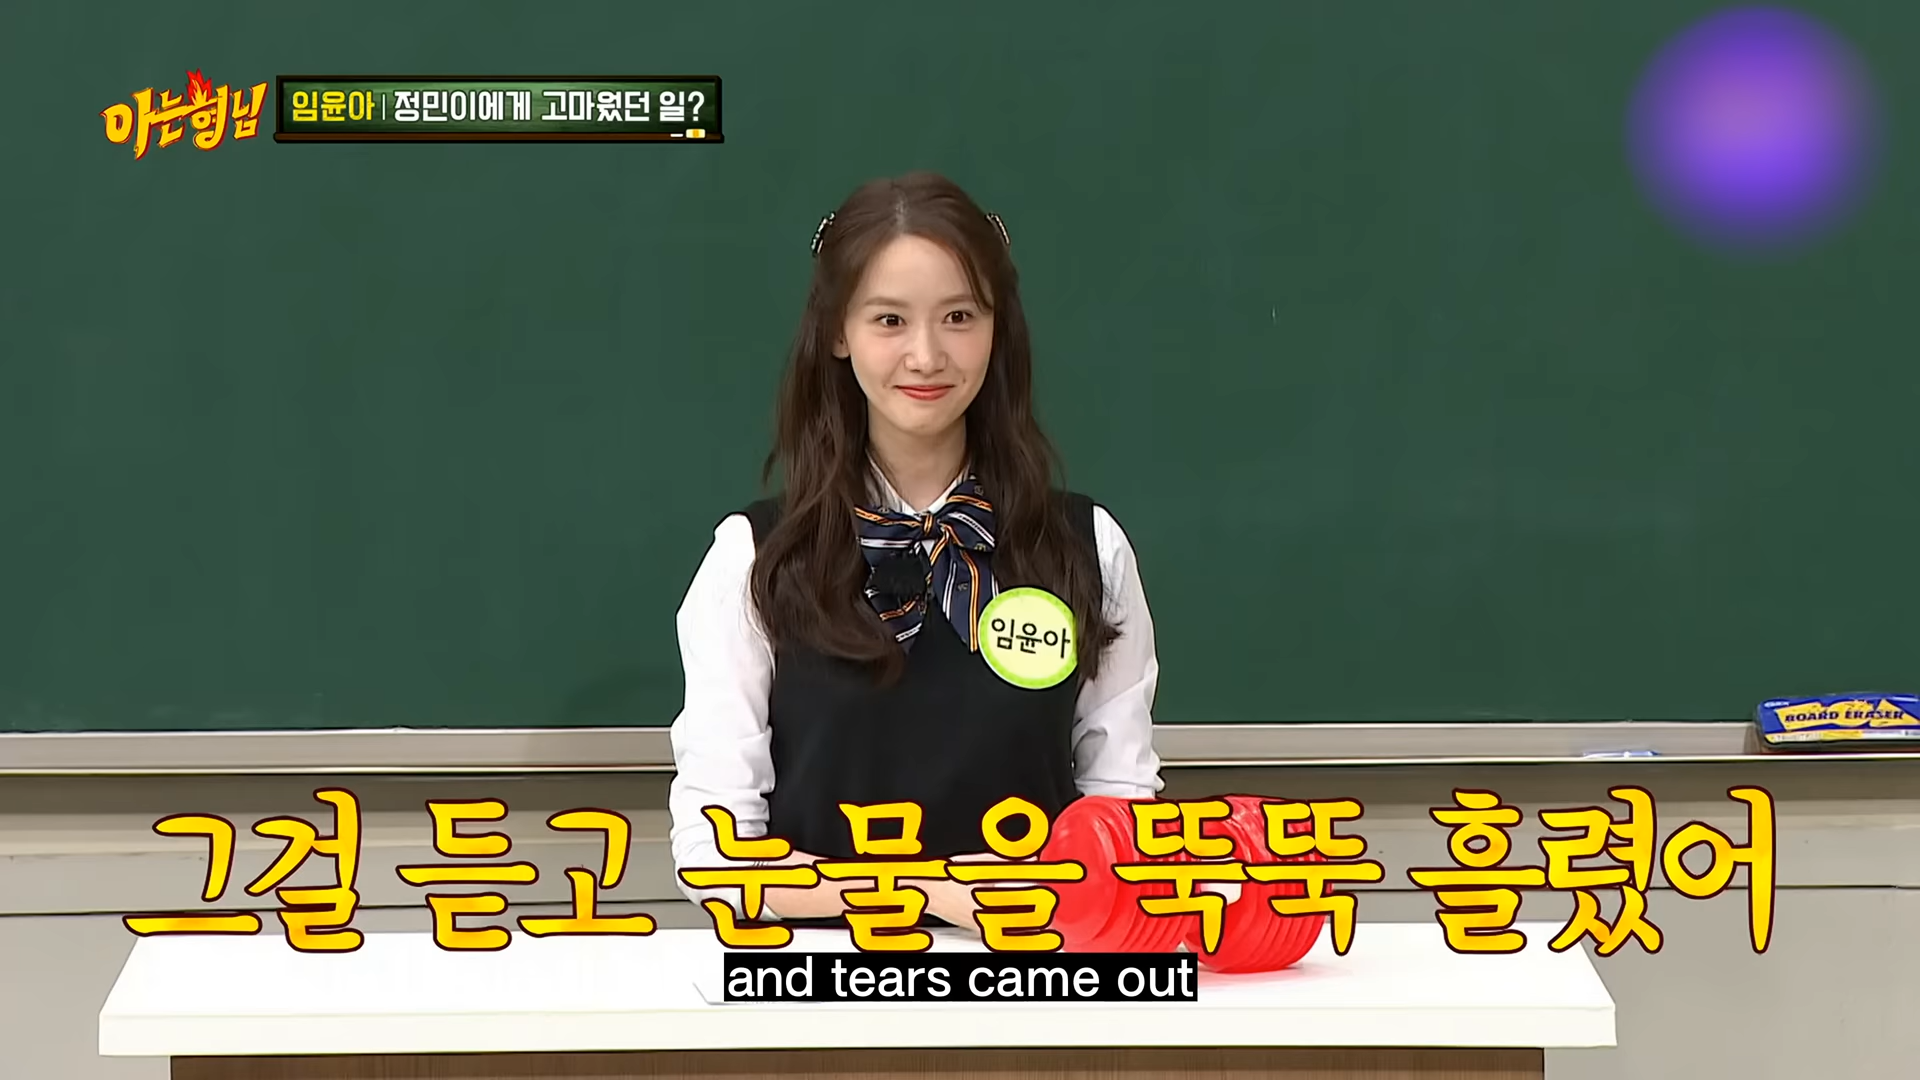 아는형님
임윤아 | 정민이에게 고마웠던 일?
임윤아
BOARD ERASER
그걸 듣고 눈물을 뚝뚝 흘렸어
and tears came out